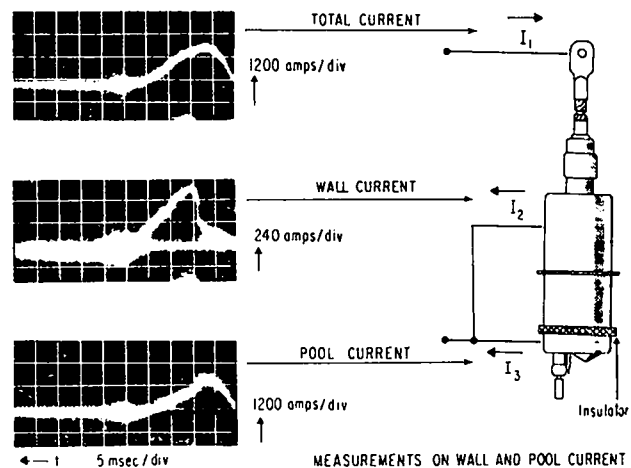 TOTAL CURRENT
I1
1200 amps/div
WALL CURRENT
I2
240 amps/div
POOL CURRENT
I3
1200 amps/div
Insulator
t 5 msec/div
MEASUREMENTS ON WALL AND POOL CURRENT